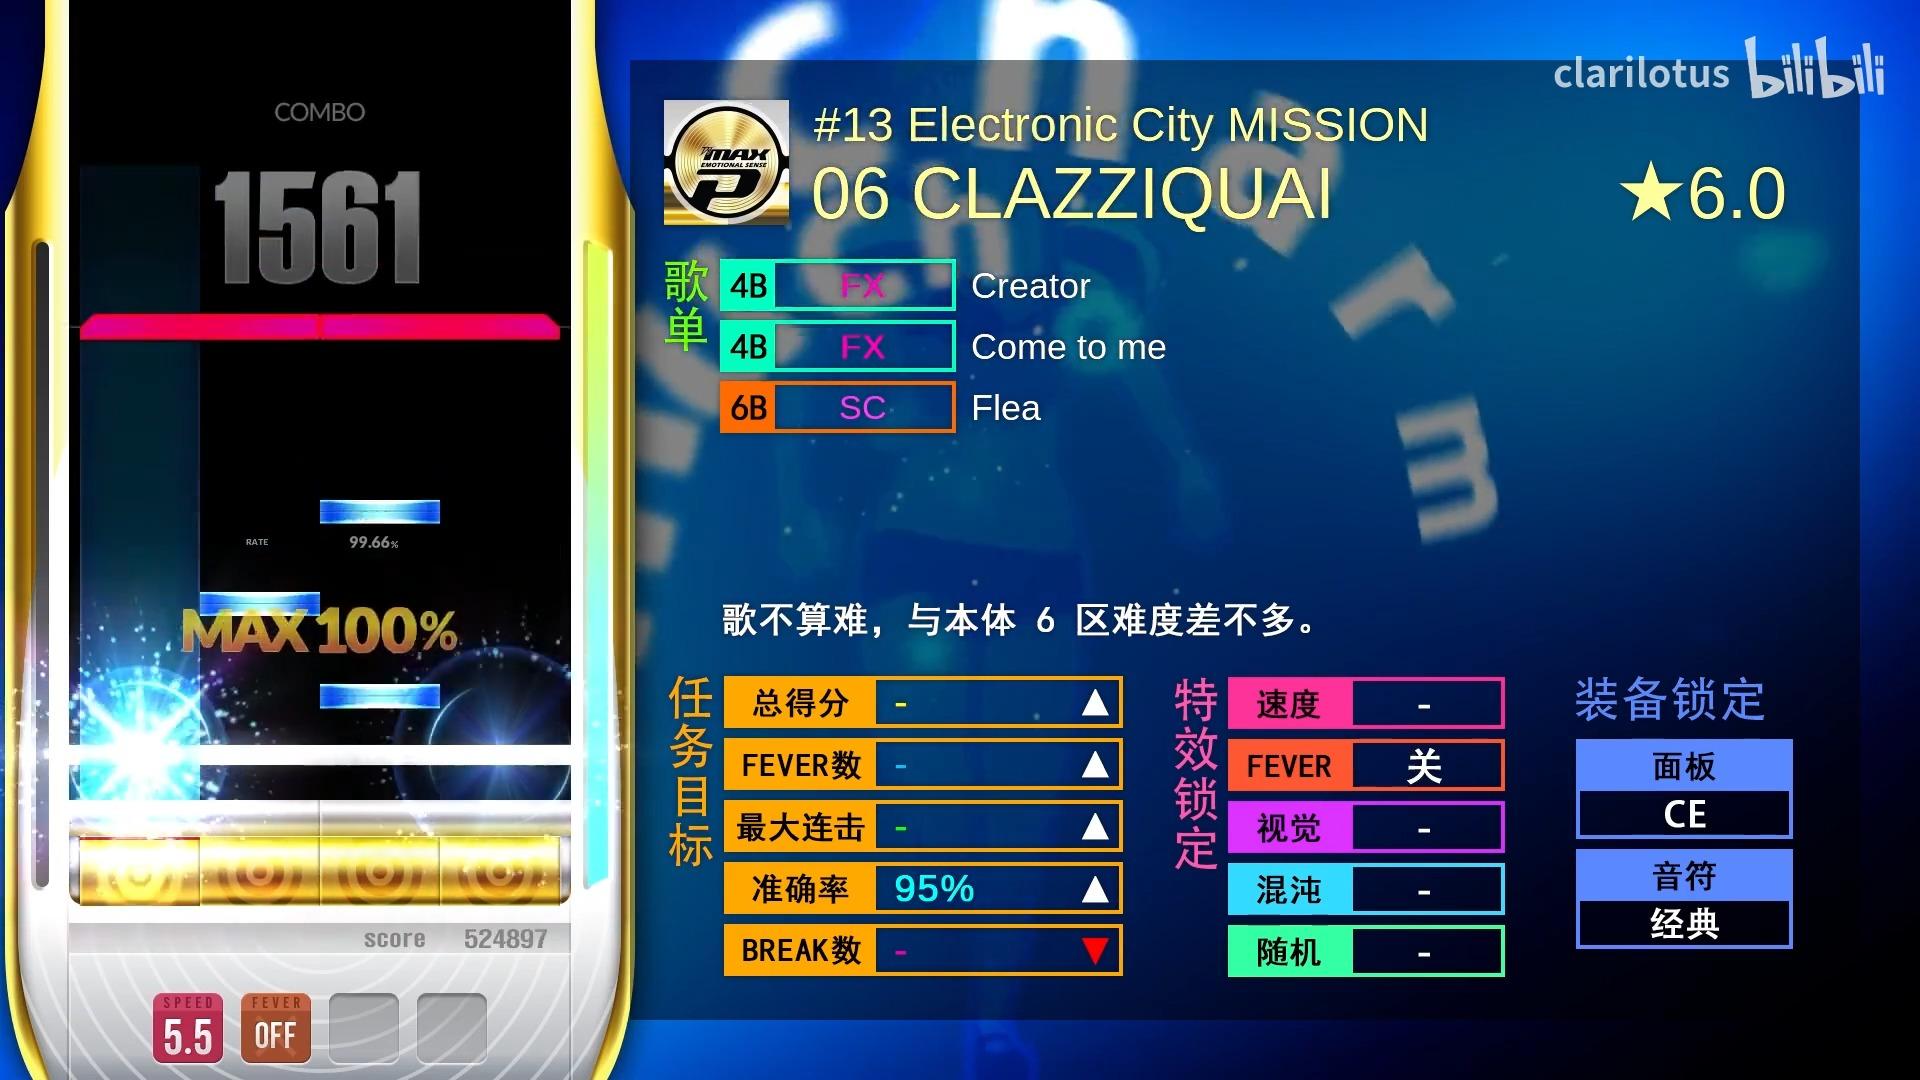 COMBO
1561
RATE 99.66%
MAX 100%
score 524897
SPEED
5.5
FEVER
OFF
clarilotus bilibili
MAX
EMOTIONAL SENSE
P
#13 Electronic City MISSION
06 CLAZZIQUAI
★6.0
歌单
4B FX Creator
4B FX Come to me
6B SC Flea
歌不算难，与本体 6 区难度差不多。
任务目标
总得分 - ▲
FEVER数 - ▲
最大连击 - ▲
准确率 95% ▲
BREAK数 - ▼
特效锁定
速度 -
FEVER 关
视觉 -
混沌 -
随机 -
装备锁定
面板
CE
音符
经典